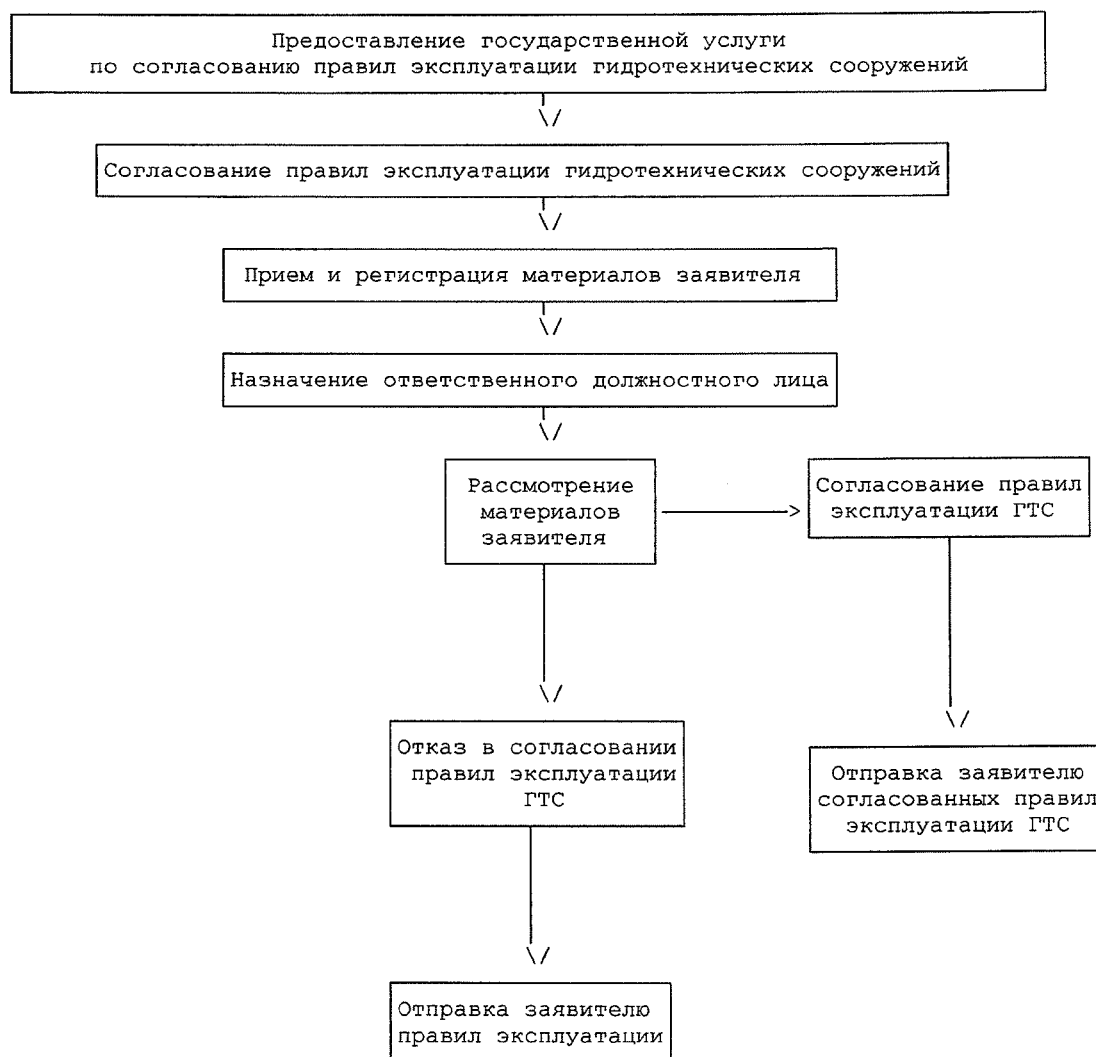 Предоставление государственной услуги
по согласованию правил эксплуатации гидротехнических сооружений
Согласование правил эксплуатации гидротехнических сооружений
Прием и регистрация материалов заявителя
Назначение ответственного должностного лица
Рассмотрение
материалов
заявителя
Согласование правил
эксплуатации ГТС
Отказ в согласовании
правил эксплуатации
ГТС
Отправка заявителю
согласованных правил
эксплуатации ГТС
Отправка заявителю
правил эксплуатации